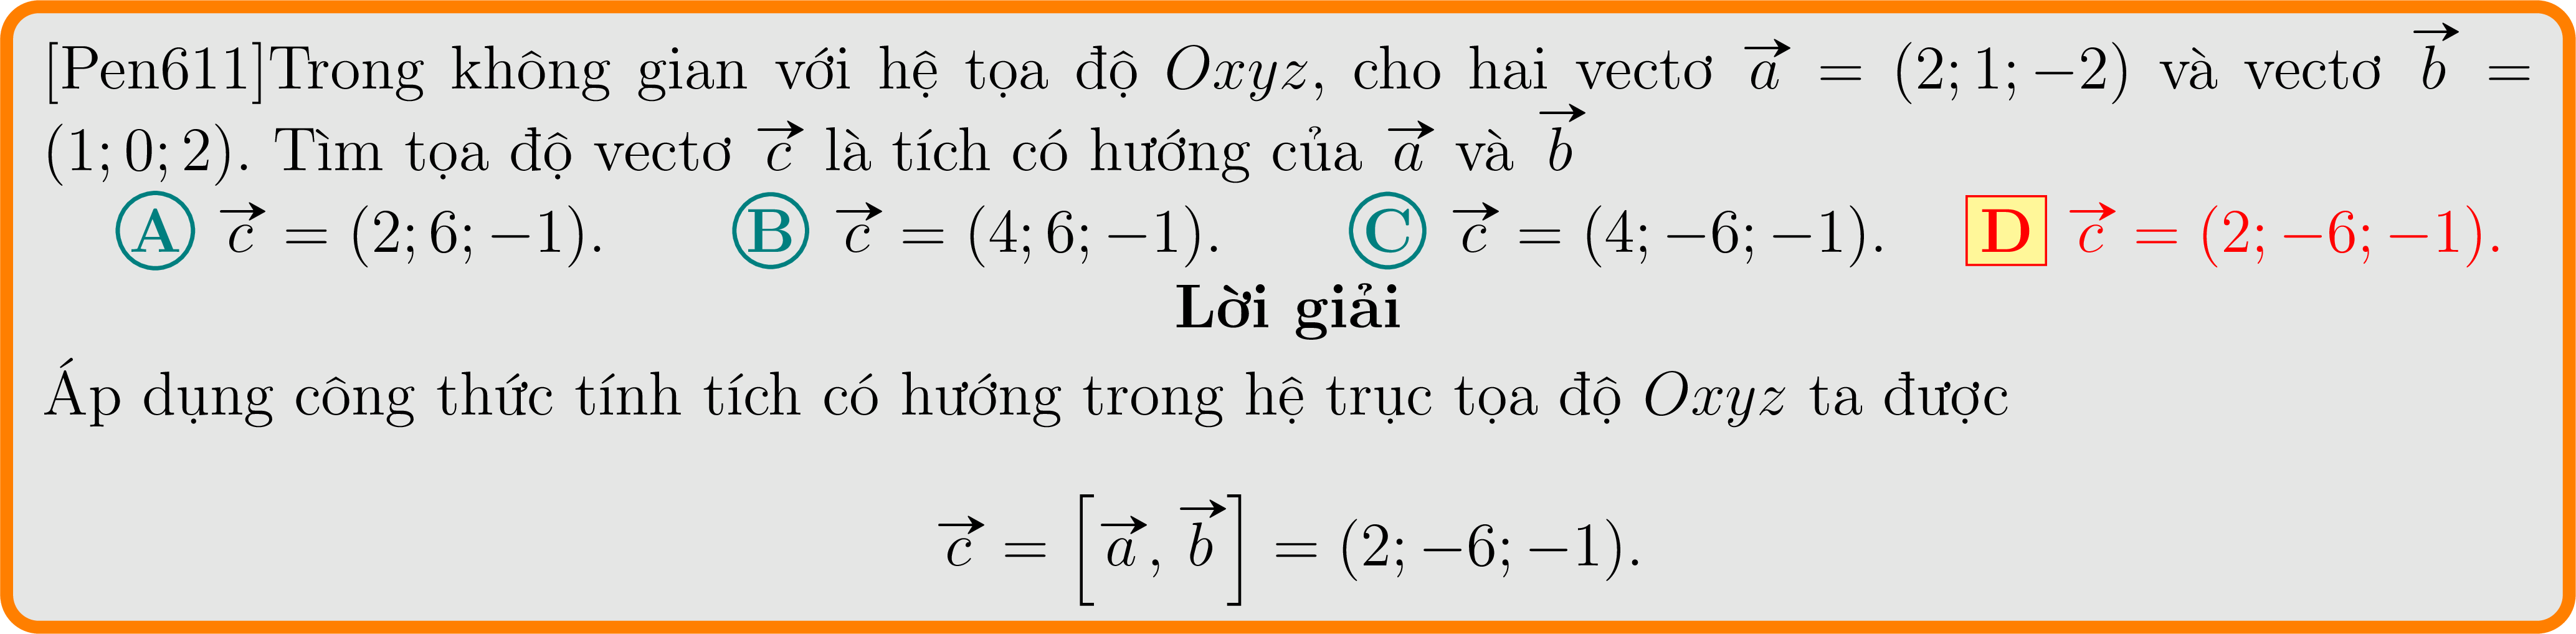 [Pen611]Trong không gian với hệ tọa độ $Oxyz$, cho hai vectơ $\overrightarrow{a} = (2; 1; -2)$ và vectơ $\overrightarrow{b} =$
$(1; 0; 2)$. Tìm tọa độ vectơ $\overrightarrow{c}$ là tích có hướng của $\overrightarrow{a}$ và $\overrightarrow{b}$
A $\overrightarrow{c} = (2; 6; -1)$. B $\overrightarrow{c} = (4; 6; -1)$. C $\overrightarrow{c} = (4; -6; -1)$. D $\overrightarrow{c} = (2; -6; -1)$.
Lời giải
Áp dụng công thức tính tích có hướng trong hệ trục tọa độ $Oxyz$ ta được
$\overrightarrow{c} = \left[\overrightarrow{a}, \overrightarrow{b}\right] = (2; -6; -1)$.